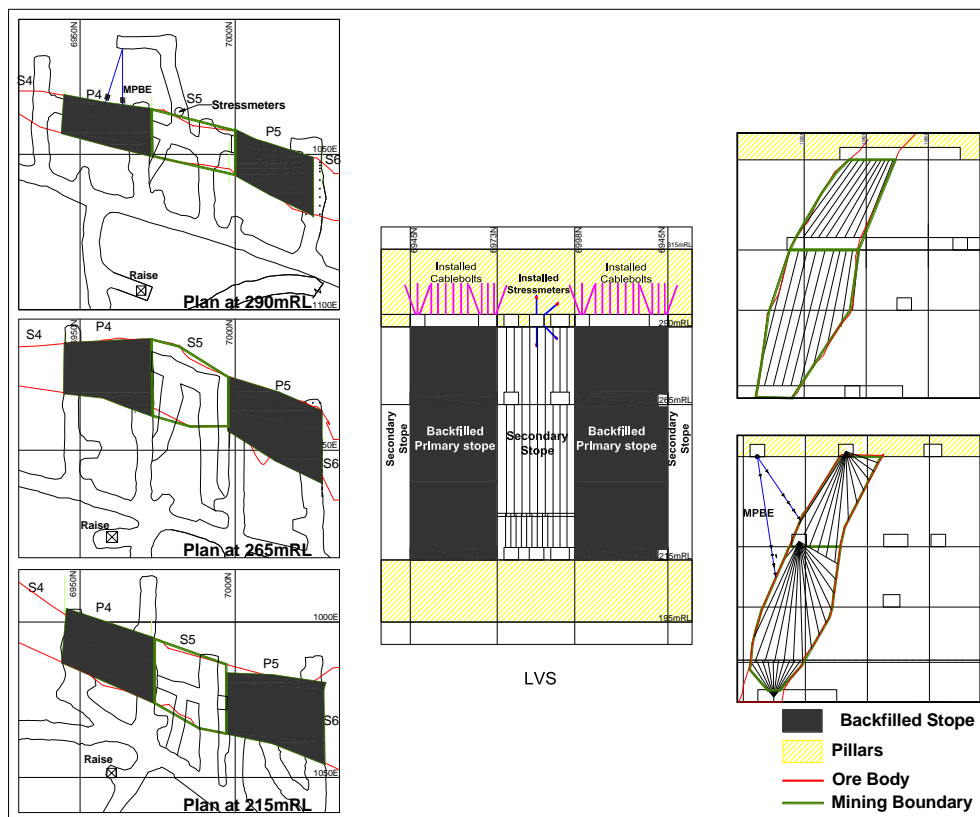 6950N
7000N
S4
P4
MPBE
S5
Stressmeters
P5
1050E
S6
Raise
1100E
Plan at 290mRL
6950N
7000N
S4
P4
S5
P5
S6
Raise
Plan at 265mRL
6950N
7000N
S4
P4
1000E
S5
P5
S6
Raise
1050E
Plan at 215mRL
6945N
6973N
6998N
6945N
315mRL
Installed
Cablebolts
Installed
Stressmeters
Installed
Cablebolts
290mRL
265mRL
Secondary
Stope
Backfilled
Primary stope
Secondary
Stope
Backfilled
Primary stope
Secondary
Stope
215mRL
195mRL
LVS
MPBE
Backfilled Stope
Pillars
Ore Body
Mining Boundary